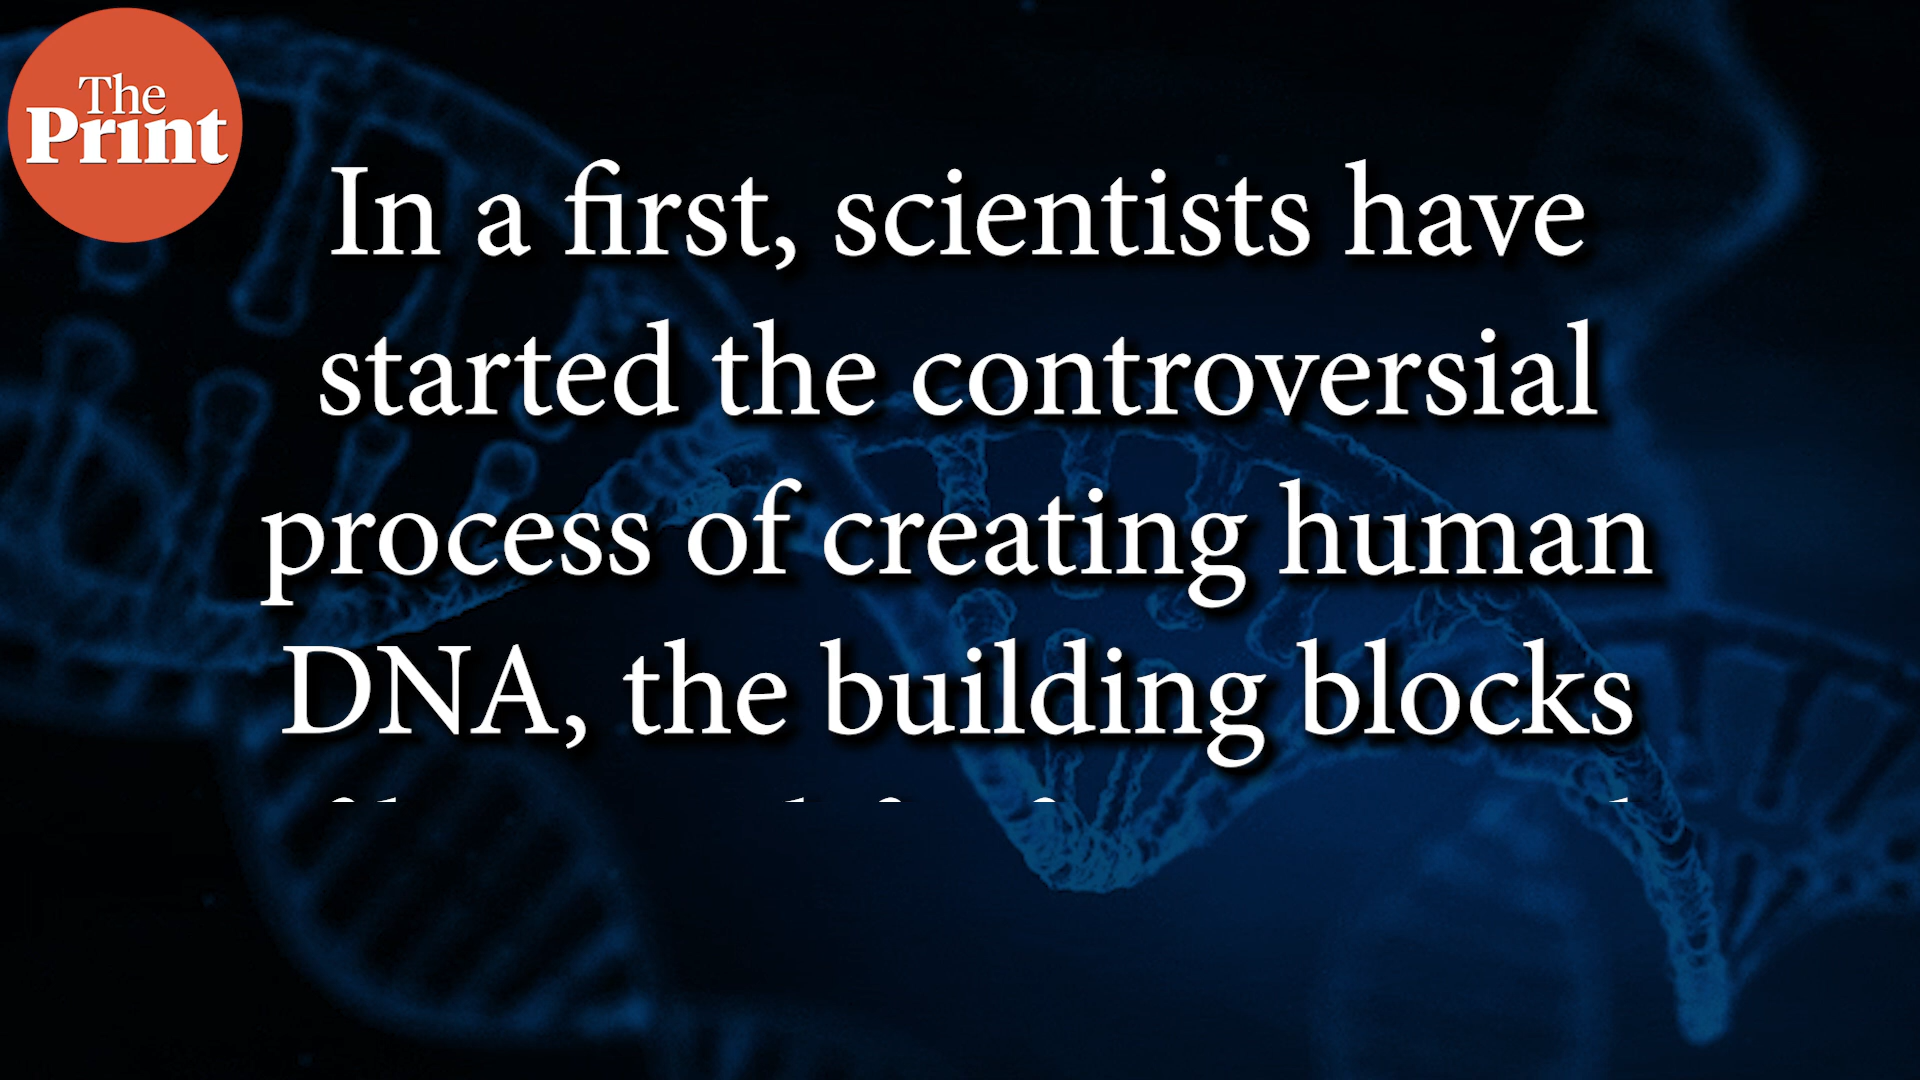 The
Print
In a first, scientists have
started the controversial
process of creating human
DNA, the building blocks